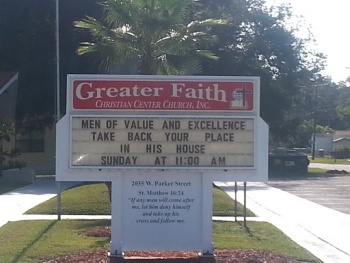 Greater Faith
CHRISTIAN CENTER CHURCH, INC.
MEN OF VALUE AND EXCELLENCE
TAKE BACK YOUR PLACE
IN HIS HOUSE
SUNDAY AT 11:00 AM
2035 W. Parker Street
St. Matthew 16:24
"If any man will come after
me, let him deny himself
and take up his
cross, and follow me.